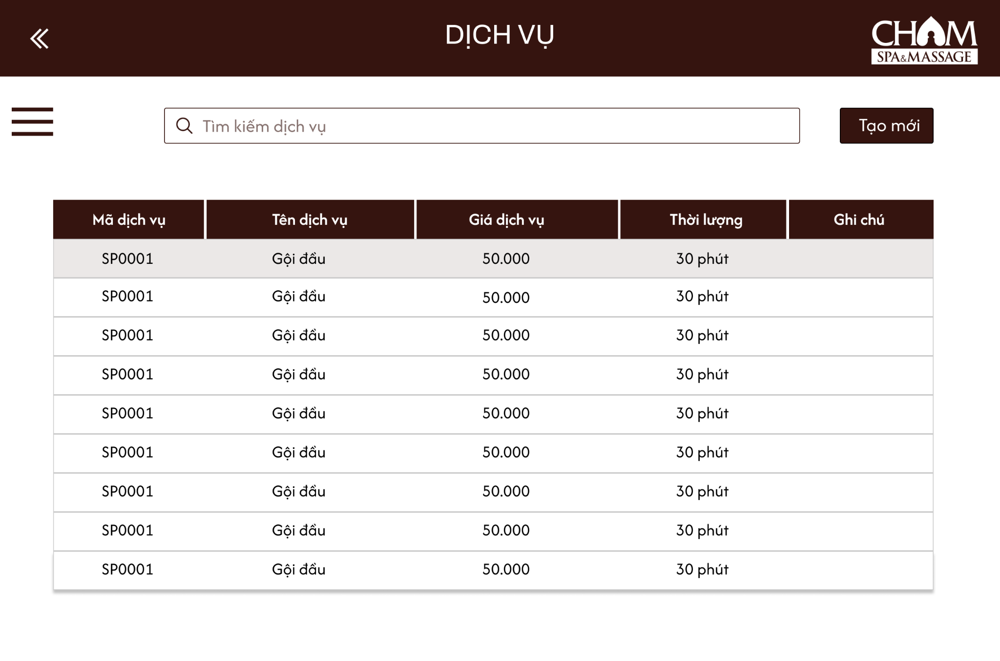 DỊCH VỤ
CHAM
SPA&MASSAGE
Tìm kiếm dịch vụ
Tạo mới
Mã dịch vụ Tên dịch vụ Giá dịch vụ Thời lượng Ghi chú
SP0001 Gội đầu 50.000 30 phút
SP0001 Gội đầu 50.000 30 phút
SP0001 Gội đầu 50.000 30 phút
SP0001 Gội đầu 50.000 30 phút
SP0001 Gội đầu 50.000 30 phút
SP0001 Gội đầu 50.000 30 phút
SP0001 Gội đầu 50.000 30 phút
SP0001 Gội đầu 50.000 30 phút
SP0001 Gội đầu 50.000 30 phút